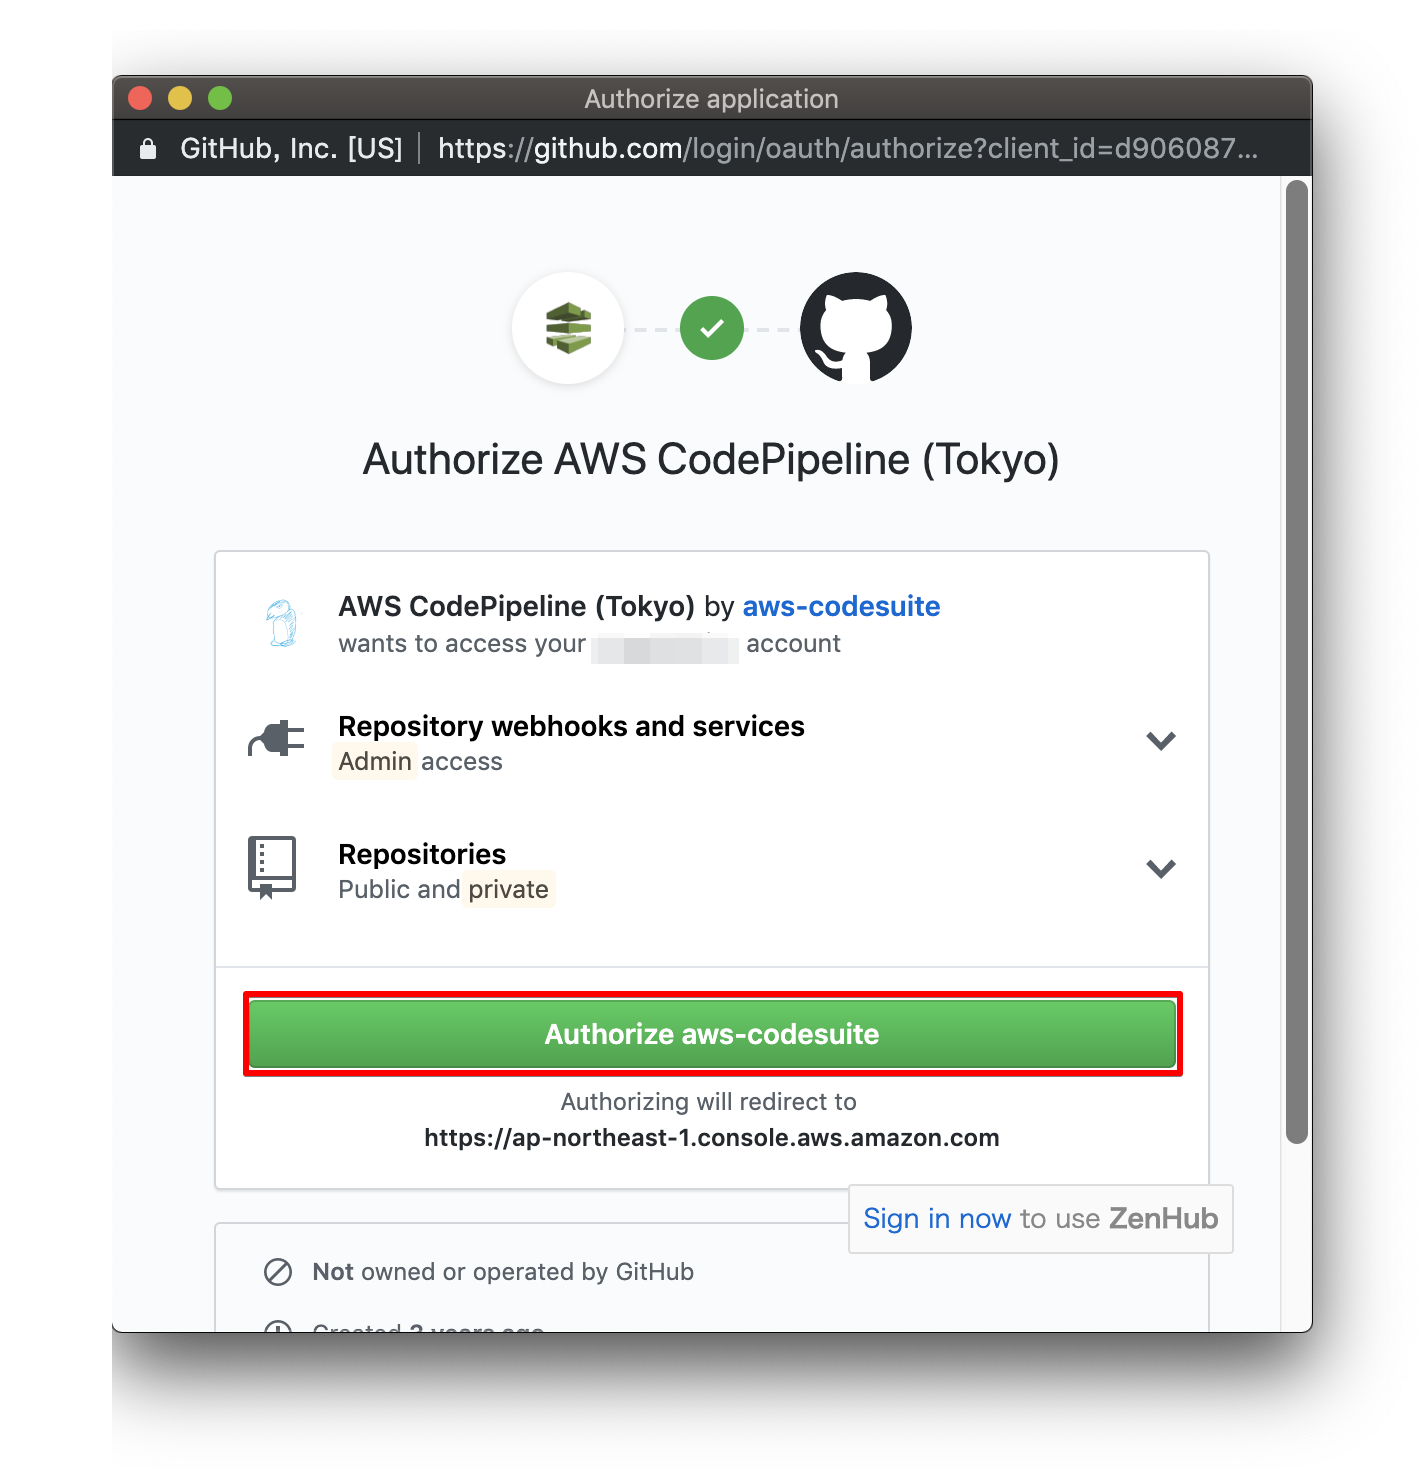 Authorize application
GitHub, Inc. [US] https://github.com/login/oauth/authorize?client_id=d906087...
Authorize AWS CodePipeline (Tokyo)
AWS CodePipeline (Tokyo) by aws-codesuite
wants to access your account
Repository webhooks and services
Admin access
Repositories
Public and private
Authorize aws-codesuite
Authorizing will redirect to
https://ap-northeast-1.console.aws.amazon.com
Sign in now to use ZenHub
Not owned or operated by GitHub
Created years ago